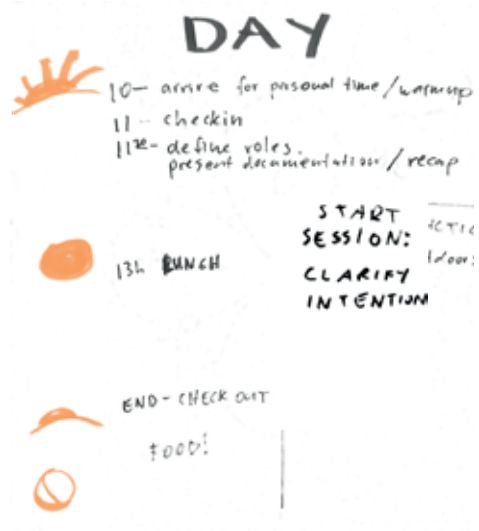 DAY
10 - arrive for personal time / warmup
11 - checkin
11 - define roles.
present documentation / recap
START
SESSION:
CLARIFY
INTENTION
13h LUNCH
END - CHECK OUT
FOOD!